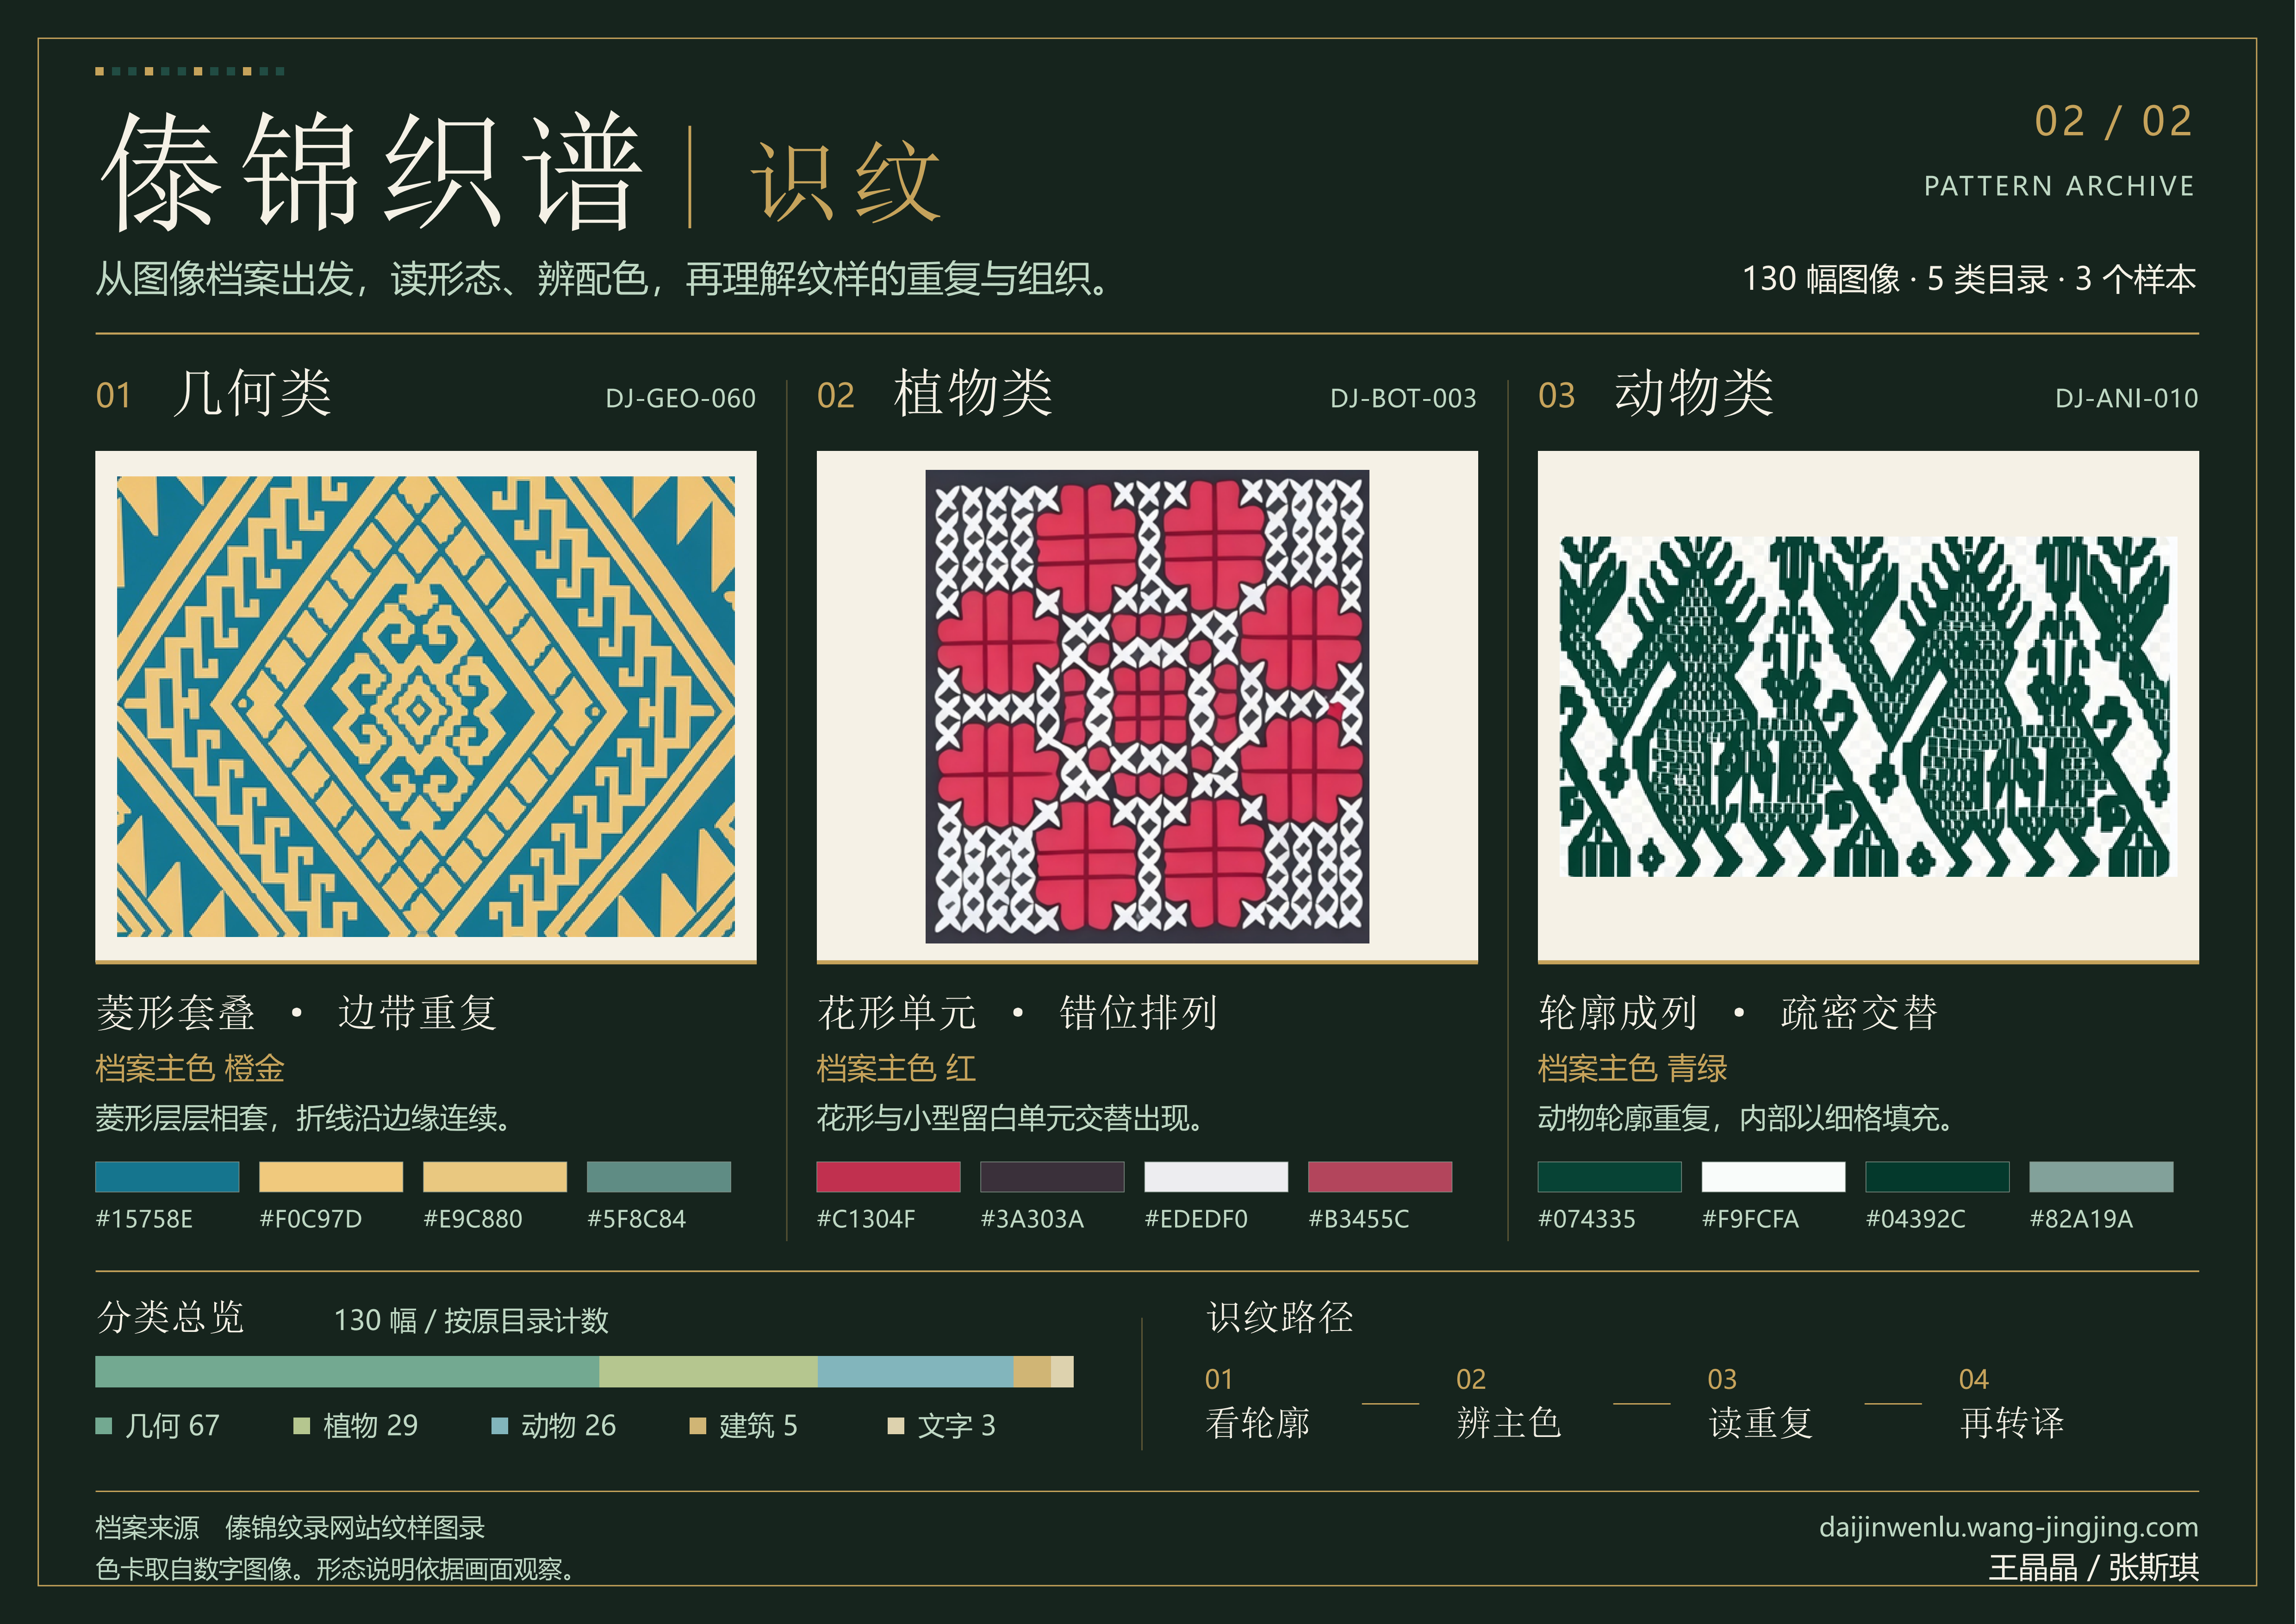 傣锦织谱 识纹
02 / 02
PATTERN ARCHIVE
从图像档案出发，读形态、辨配色，再理解纹样的重复与组织。
130 幅图像 · 5 类目录 · 3 个样本
01 几何类 DJ-GEO-060
菱形套叠 • 边带重复
档案主色 橙金
菱形层层相套，折线沿边缘连续。
#15758E #F0C97D #E9C880 #5F8C84
02 植物类 DJ-BOT-003
花形单元 • 错位排列
档案主色 红
花形与小型留白单元交替出现。
#C1304F #3A303A #EDEDF0 #B3455C
03 动物类 DJ-ANI-010
轮廓成列 • 疏密交替
档案主色 青绿
动物轮廓重复，内部以细格填充。
#074335 #F9FCFA #04392C #82A19A
分类总览 130 幅 / 按原目录计数
几何 67 植物 29 动物 26 建筑 5 文字 3
识纹路径
01 看轮廓
02 辨主色
03 读重复
04 再转译
档案来源 傣锦纹录网站纹样图录
色卡取自数字图像。形态说明依据画面观察。
daijinwenlu.wang-jingjing.com
王晶晶 / 张斯琪